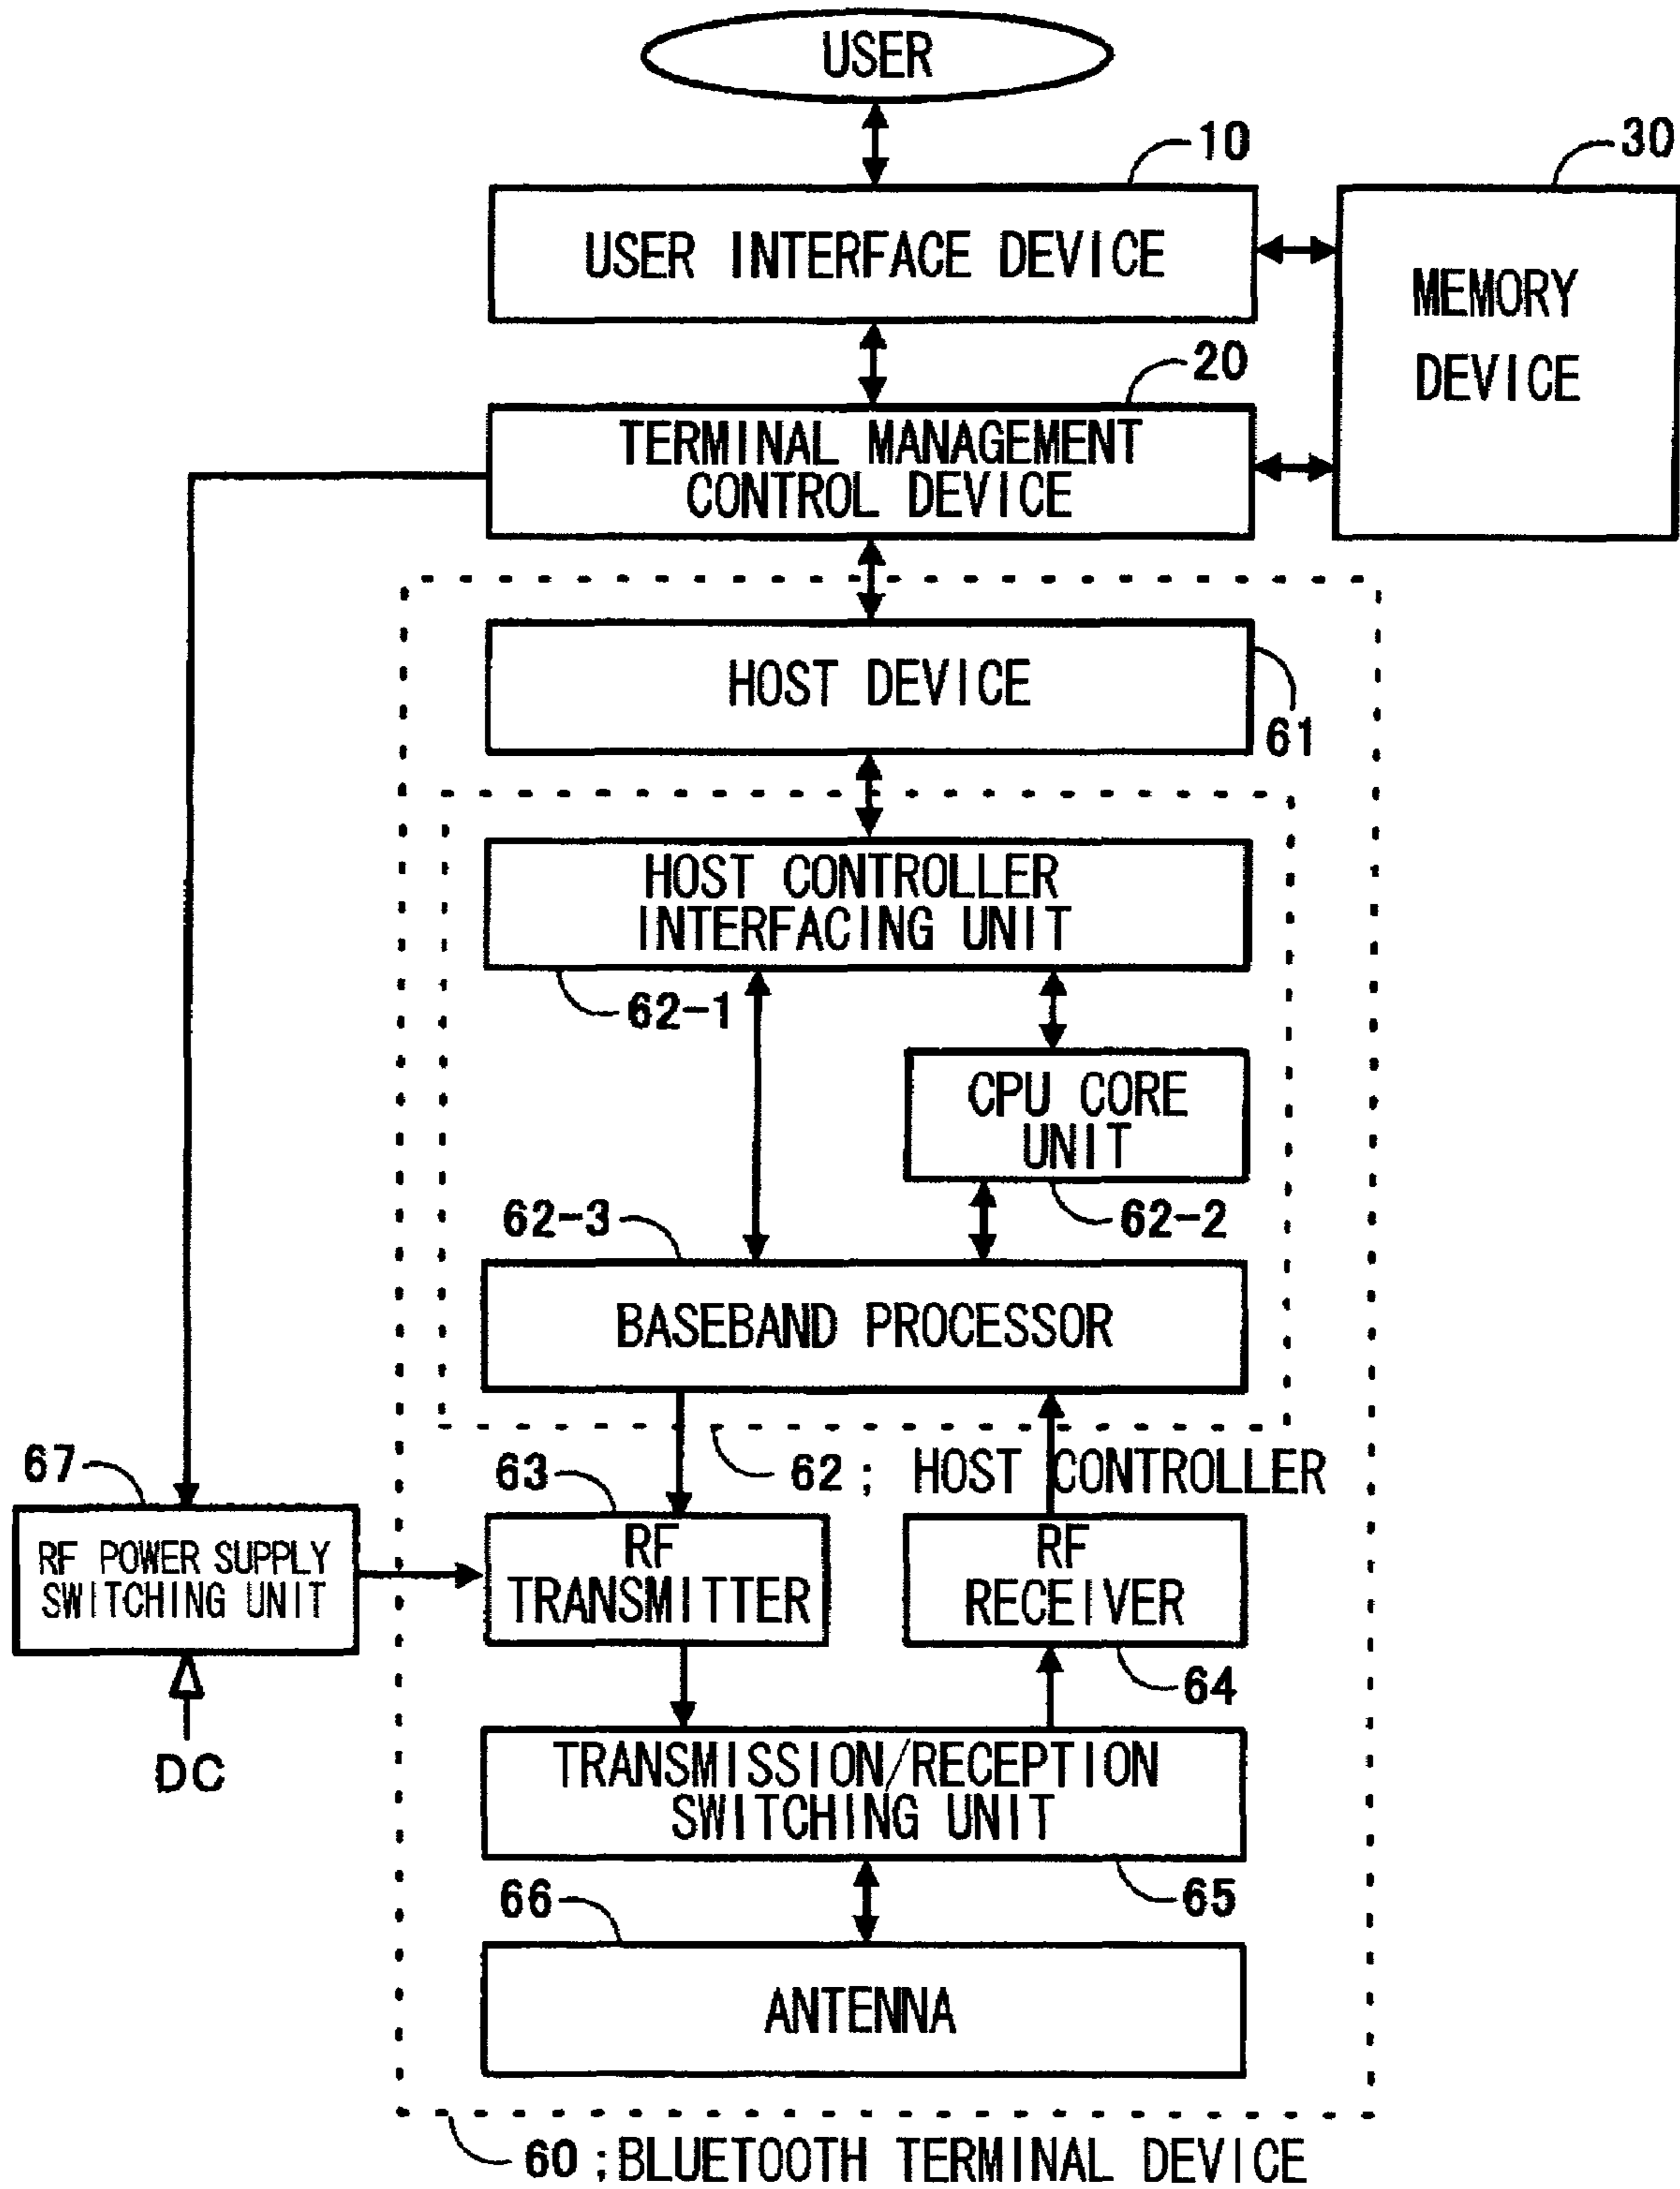 USER
10
30
USER INTERFACE DEVICE
MEMORY
DEVICE
20
TERMINAL MANAGEMENT
CONTROL DEVICE
HOST DEVICE
61
HOST CONTROLLER
INTERFACING UNIT
62-1
CPU CORE
UNIT
62-3
62-2
BASEBAND PROCESSOR
67
63
62; HOST CONTROLLER
RF POWER SUPPLY
SWITCHING UNIT
RF
TRANSMITTER
RF
RECEIVER
64
DC
TRANSMISSION/RECEPTION
SWITCHING UNIT
66
65
ANTENNA
60;BLUETOOTH TERMINAL DEVICE